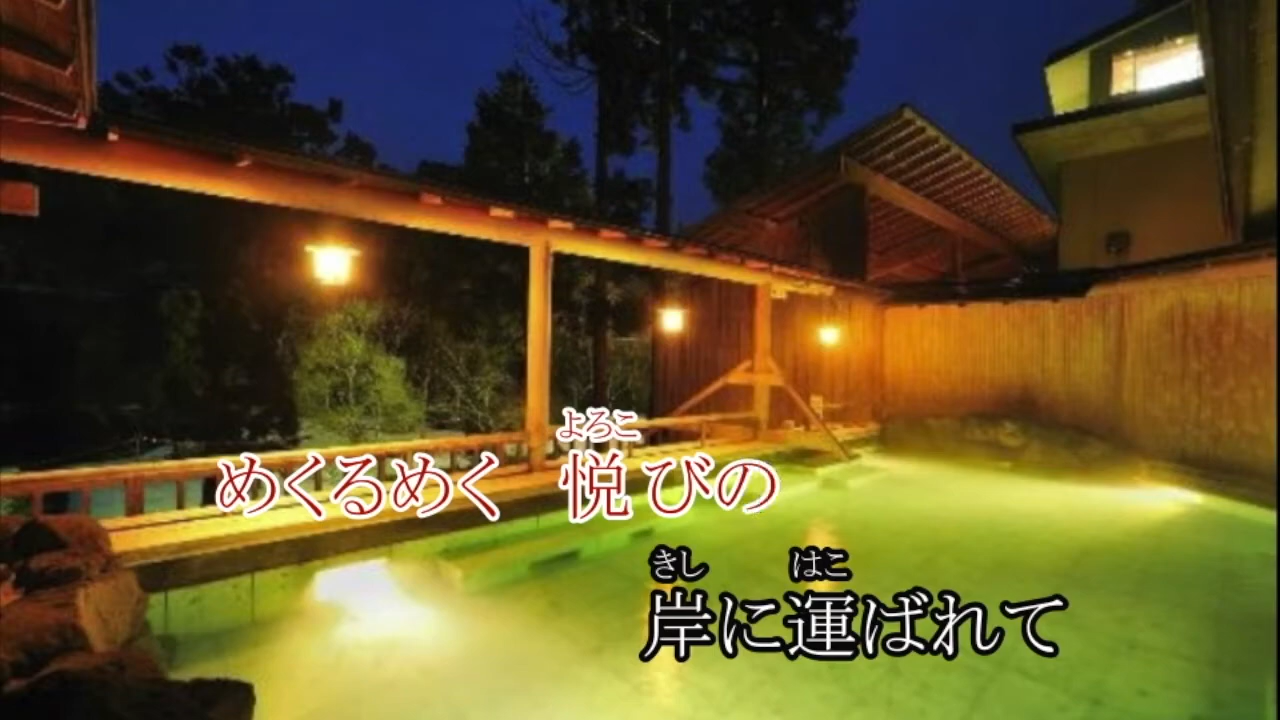 よろこ
めくるめく 悦びの
きし はこ
岸に運ばれて